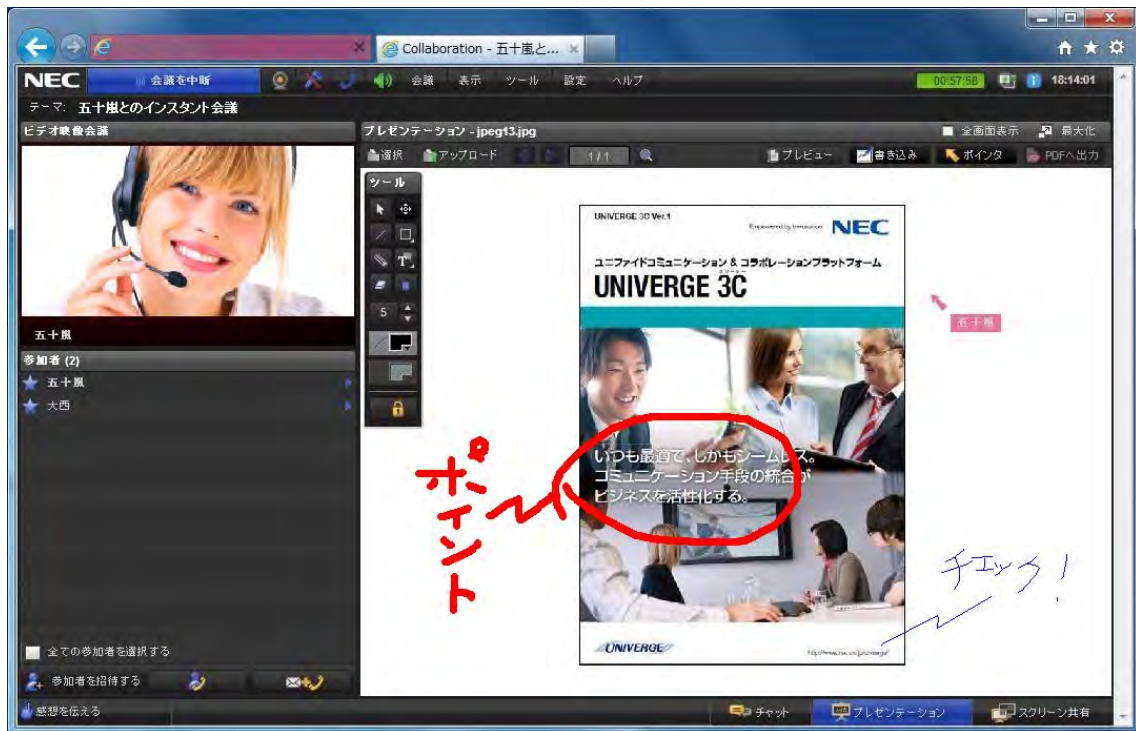 Collaboration - 五十嵐と...
NEC
会議を中断
会議
表示
ツール
設定
ヘルプ
00:57:58
18:14:01
テーマ: 五十嵐とのインスタント会議
ビデオ映像会議
プレゼンテーション - jpeg13.jpg
全画面表示
最大化
選択
アップロード
1 / 1
プレビュー
書き込み
ポインタ
PDFへ出力
ツール
T
5
五十嵐
参加者 (2)
五十嵐
大西
全ての参加者を選択する
参加者を招待する
感想を伝える
UNIVERGE 3C Ver.1
Empowered by Innovation
NEC
ユニファイドコミュニケーション & コラボレーションプラットフォーム
UNIVERGE 3C
五十嵐
いつも最適で、しかもシームレス。
コミュニケーション手段の統合が
ビジネスを活性化する。
ポイント
チェック!
UNIVERGE
チャット
プレゼンテーション
スクリーン共有